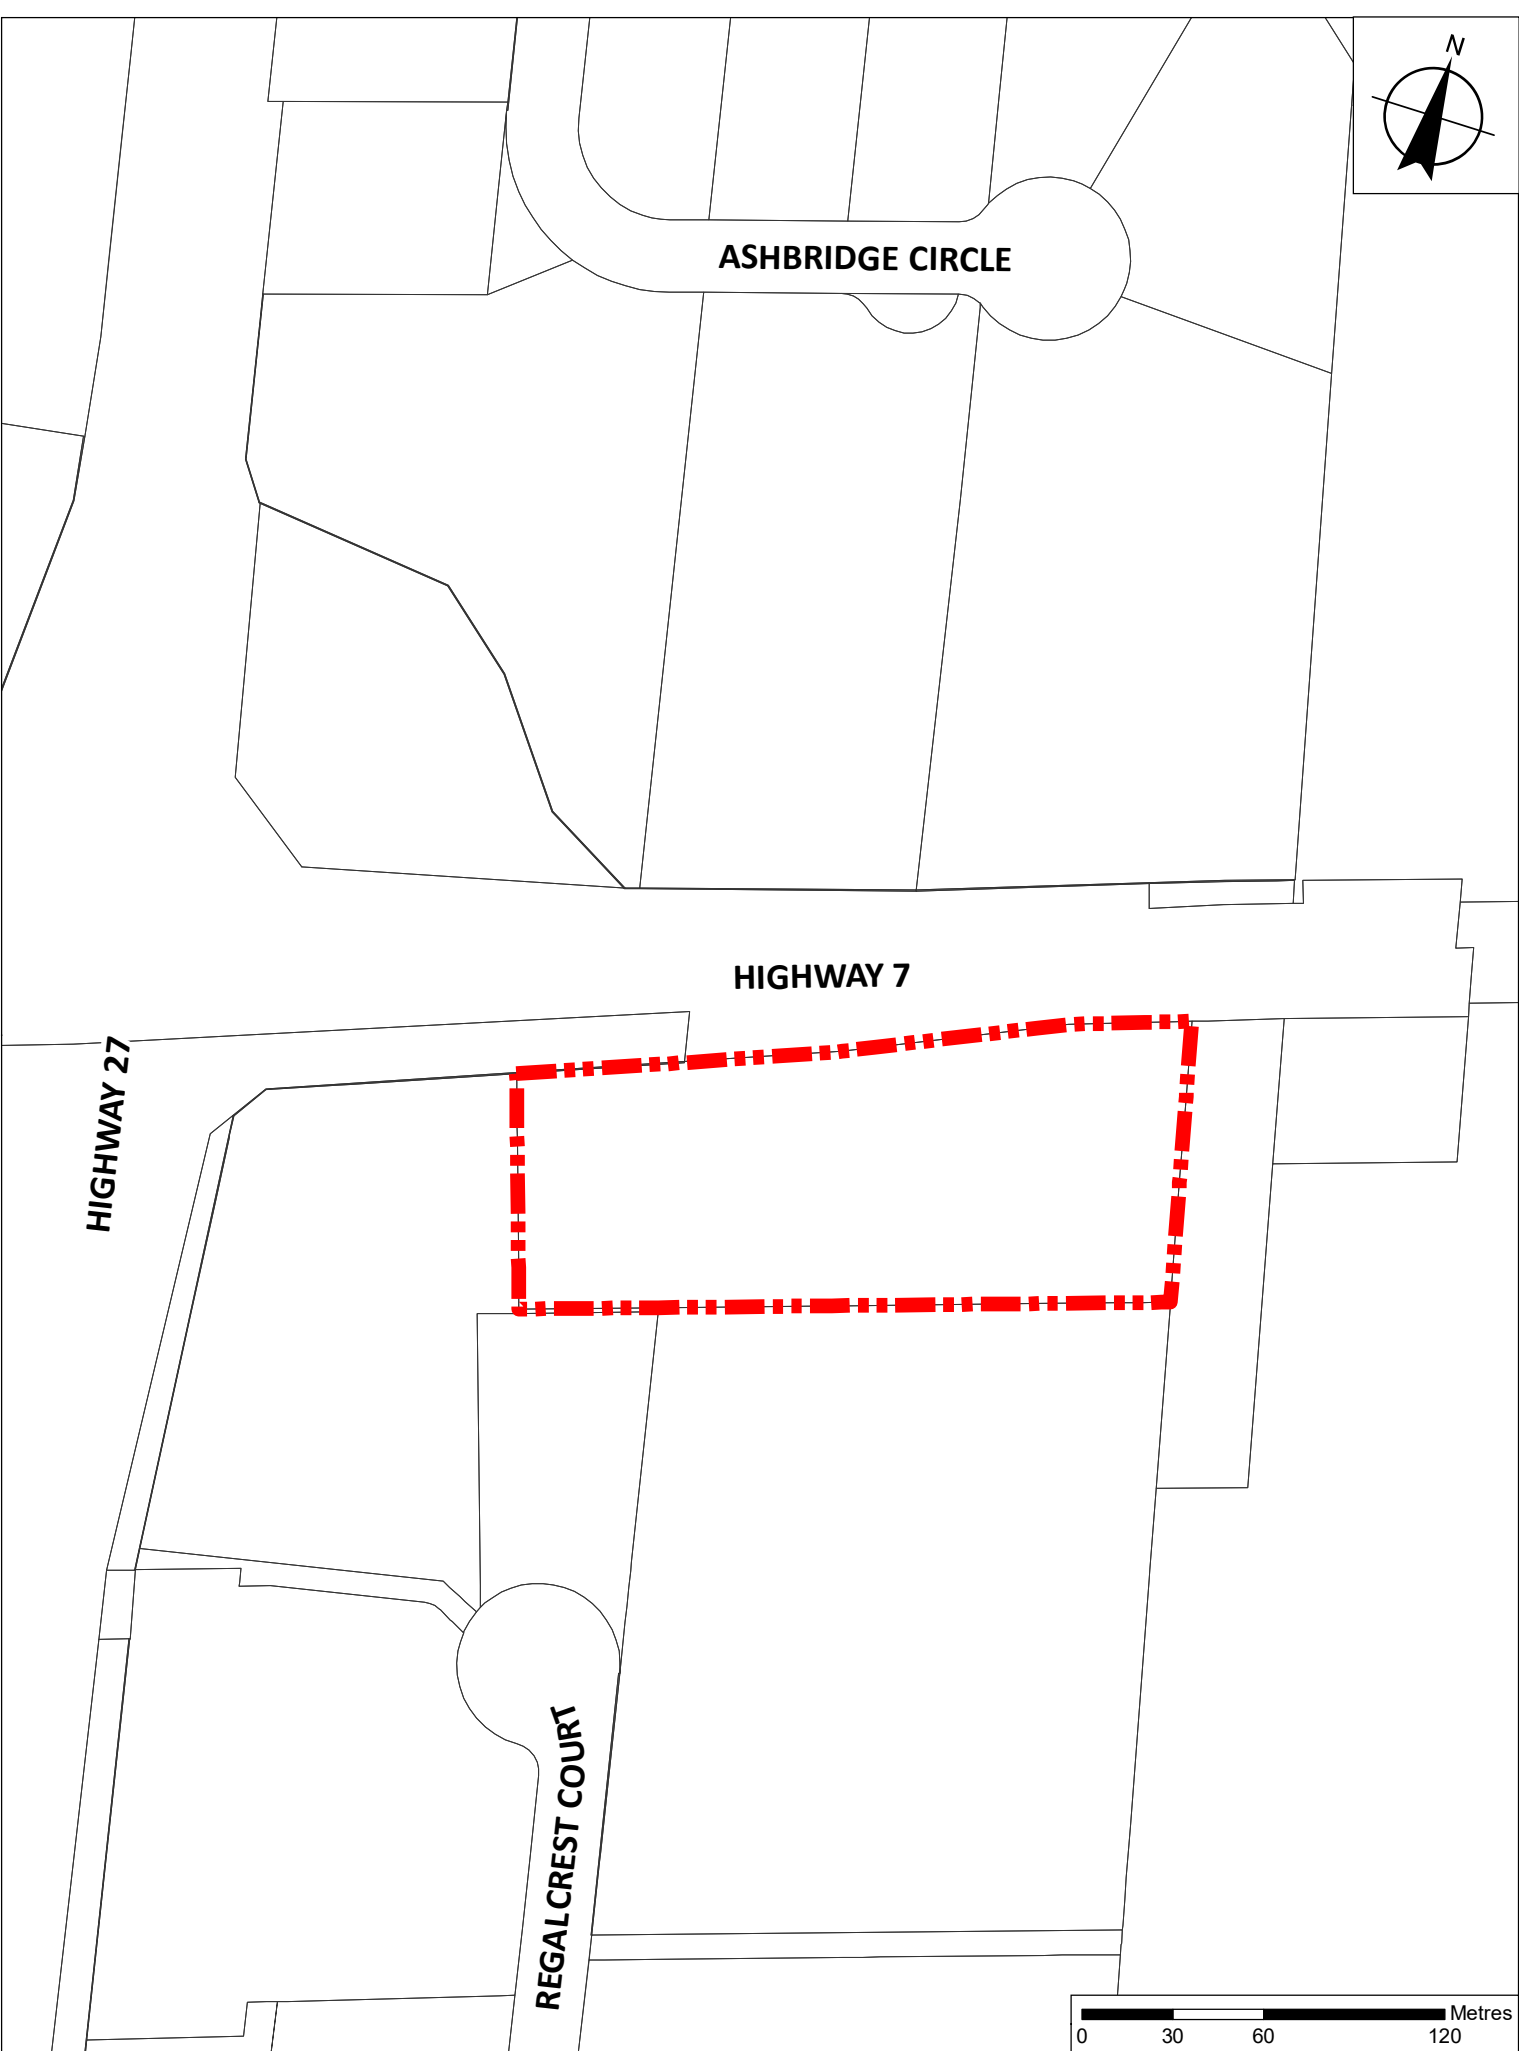 N
ASHBRIDGE CIRCLE
HIGHWAY 7
HIGHWAY 27
REGALCREST COURT
Metres
0 30 60 120